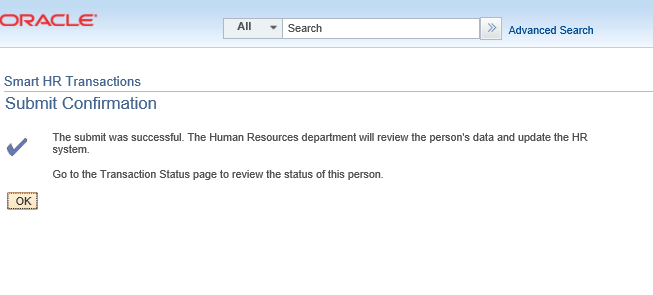 ORACLE
All Search Advanced Search
Smart HR Transactions
Submit Confirmation
The submit was successful. The Human Resources department will review the person's data and update the HR
system.
Go to the Transaction Status page to review the status of this person.
OK